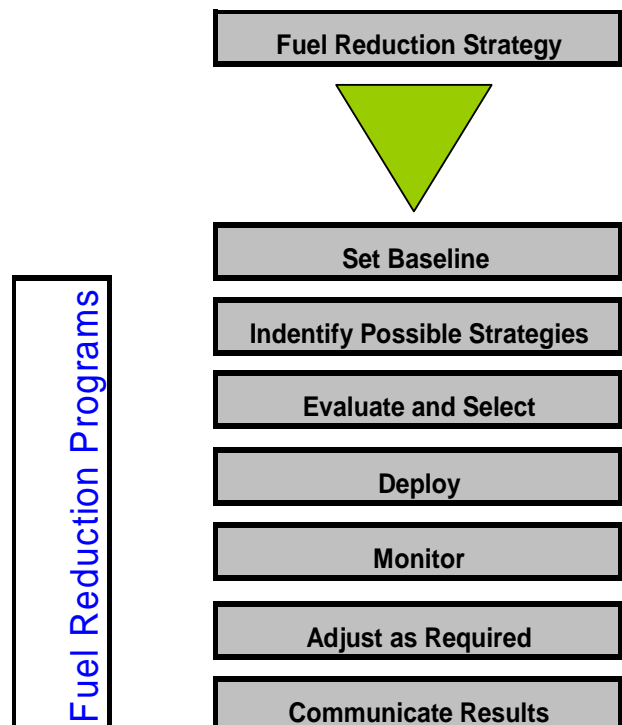 Fuel Reduction Strategy
Set Baseline
Indentify Possible Strategies
Evaluate and Select
Deploy
Monitor
Adjust as Required
Communicate Results
Fuel Reduction Programs